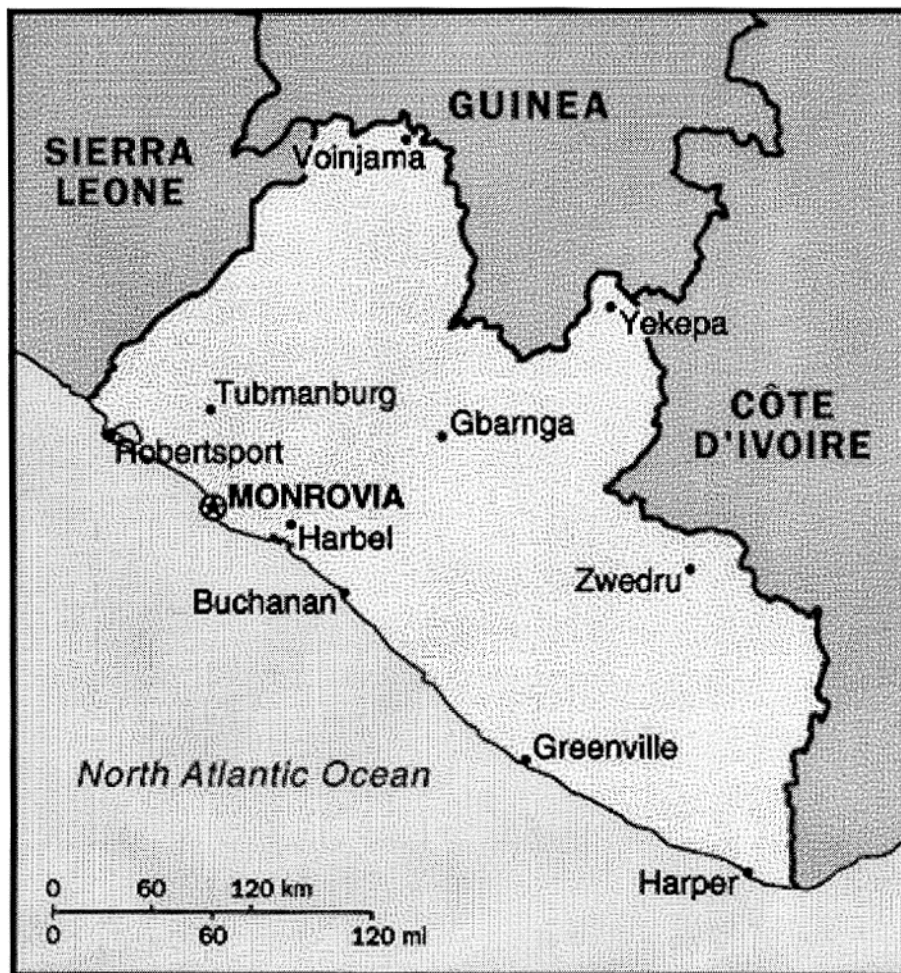 GUINEA
SIERRA
LEONE
Voinjama
Yekepa
Tubmanburg
Gbarnga
CÔTE
D'IVOIRE
Robertsport
MONROVIA
Harbel
Zwedru
Buchanan
Greenville
North Atlantic Ocean
Harper
0 60 120 km
0 60 120 mi